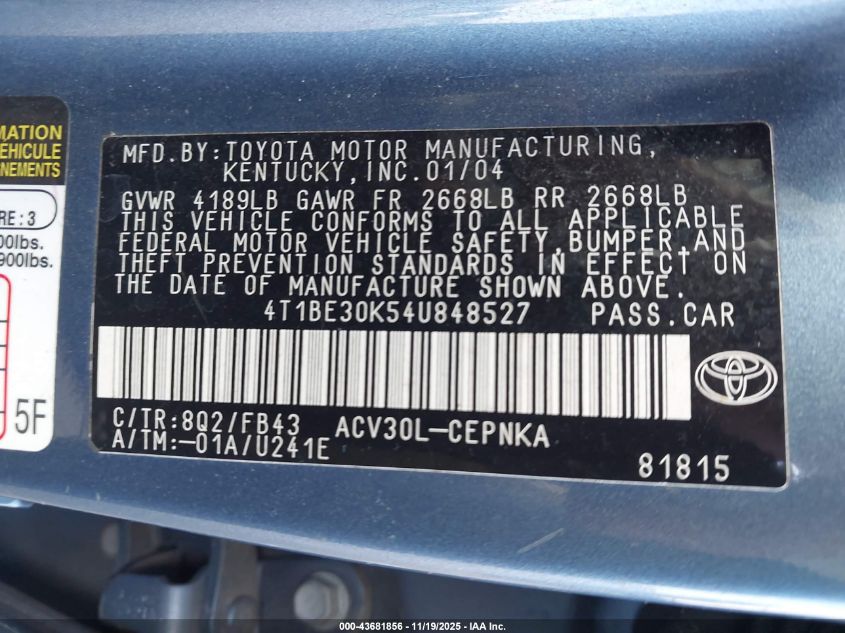 MATION
EHICULE
NEMENTS
RE : 3
00lbs.
900lbs.
5F
MFD.BY:TOYOTA MOTOR MANUFACTURING,
KENTUCKY,INC.01/04
GVWR 4189LB GAWR FR 2668LB RR 2668LB
THIS VEHICLE CONFORMS TO ALL APPLICABLE
FEDERAL MOTOR VEHICLE SAFETY,BUMPER,AND
THEFT PREVENTION STANDARDS IN EFFECT ON
THE DATE OF MANUFACTURE SHOWN ABOVE.
4T1BE30K54U848527 PASS.CAR
C/TR:8Q2/FB43 ACV30L-CEPNKA
A/TM:-01A/U241E
81815
000-43681856 - 11/19/2025 - IAA Inc.